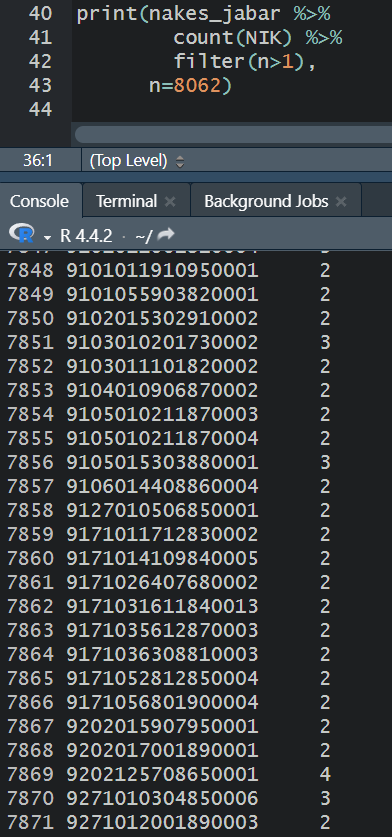 40 print(nakes_jabar %>%
41 count(NIK) %>%
42 filter(n>1),
43 n=8062)
44
36:1 (Top Level)
Console Terminal Background Jobs
R R 4.4.2 · ~/
7848 9101011910950001 2
7849 9101055903820001 2
7850 9102015302910002 2
7851 9103010201730002 3
7852 9103011101820002 2
7853 9104010906870002 2
7854 9105010211870003 2
7855 9105010211870004 2
7856 9105015303880001 3
7857 9106014408860004 2
7858 9127010506850001 2
7859 9171011712830002 2
7860 9171014109840005 2
7861 9171026407680002 2
7862 9171031611840013 2
7863 9171035612870003 2
7864 9171036308810003 2
7865 9171052812850004 2
7866 9171056801900004 2
7867 9202015907950001 2
7868 9202017001890001 2
7869 9202125708650001 4
7870 9271010304850006 3
7871 9271012001890003 2